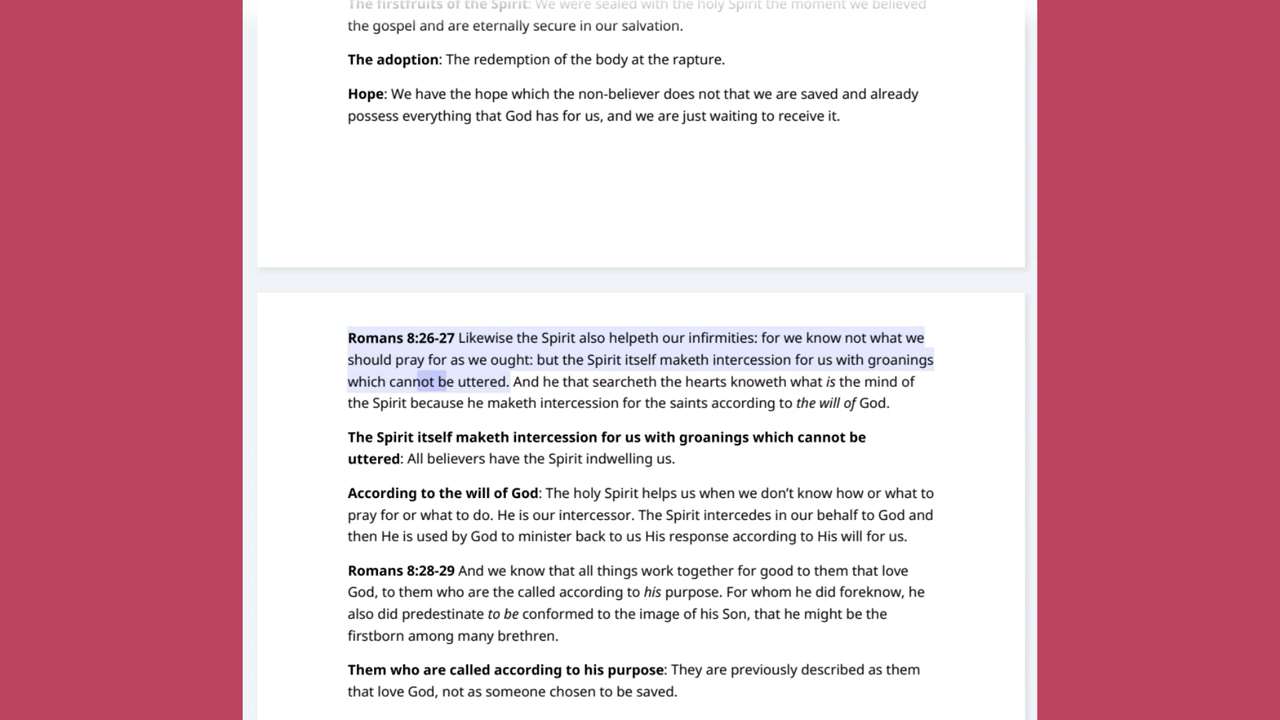 The firstfruits of the Spirit: We were sealed with the holy Spirit the moment we believed
the gospel and are eternally secure in our salvation.
The adoption: The redemption of the body at the rapture.
Hope: We have the hope which the non-believer does not that we are saved and already
possess everything that God has for us, and we are just waiting to receive it.
Romans 8:26-27 Likewise the Spirit also helpeth our infirmities: for we know not what we
should pray for as we ought: but the Spirit itself maketh intercession for us with groanings
which cannot be uttered. And he that searcheth the hearts knoweth what is the mind of
the Spirit because he maketh intercession for the saints according to the will of God.
The Spirit itself maketh intercession for us with groanings which cannot be
uttered: All believers have the Spirit indwelling us.
According to the will of God: The holy Spirit helps us when we don’t know how or what to
pray for or what to do. He is our intercessor. The Spirit intercedes in our behalf to God and
then He is used by God to minister back to us His response according to His will for us.
Romans 8:28-29 And we know that all things work together for good to them that love
God, to them who are the called according to his purpose. For whom he did foreknow, he
also did predestinate to be conformed to the image of his Son, that he might be the
firstborn among many brethren.
Them who are called according to his purpose: They are previously described as them
that love God, not as someone chosen to be saved.